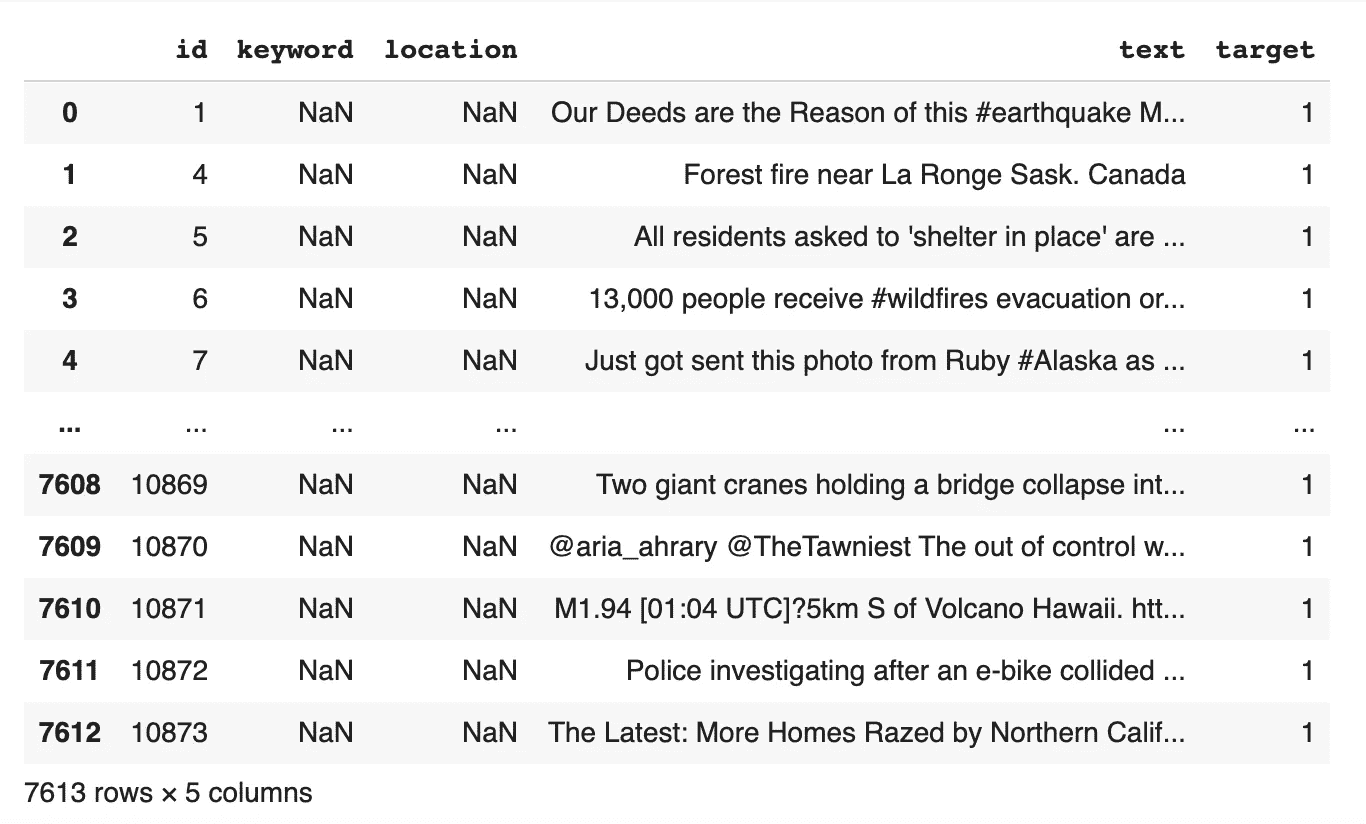 id keyword location text target
0 1 NaN NaN Our Deeds are the Reason of this #earthquake M... 1
1 4 NaN NaN Forest fire near La Ronge Sask. Canada 1
2 5 NaN NaN All residents asked to 'shelter in place' are ... 1
3 6 NaN NaN 13,000 people receive #wildfires evacuation or... 1
4 7 NaN NaN Just got sent this photo from Ruby #Alaska as ... 1
... ... ... ... ... ...
7608 10869 NaN NaN Two giant cranes holding a bridge collapse int... 1
7609 10870 NaN NaN @aria_ahrary @TheTawniest The out of control w... 1
7610 10871 NaN NaN M1.94 [01:04 UTC]?5km S of Volcano Hawaii. htt... 1
7611 10872 NaN NaN Police investigating after an e-bike collided ... 1
7612 10873 NaN NaN The Latest: More Homes Razed by Northern Calif... 1
7613 rows × 5 columns